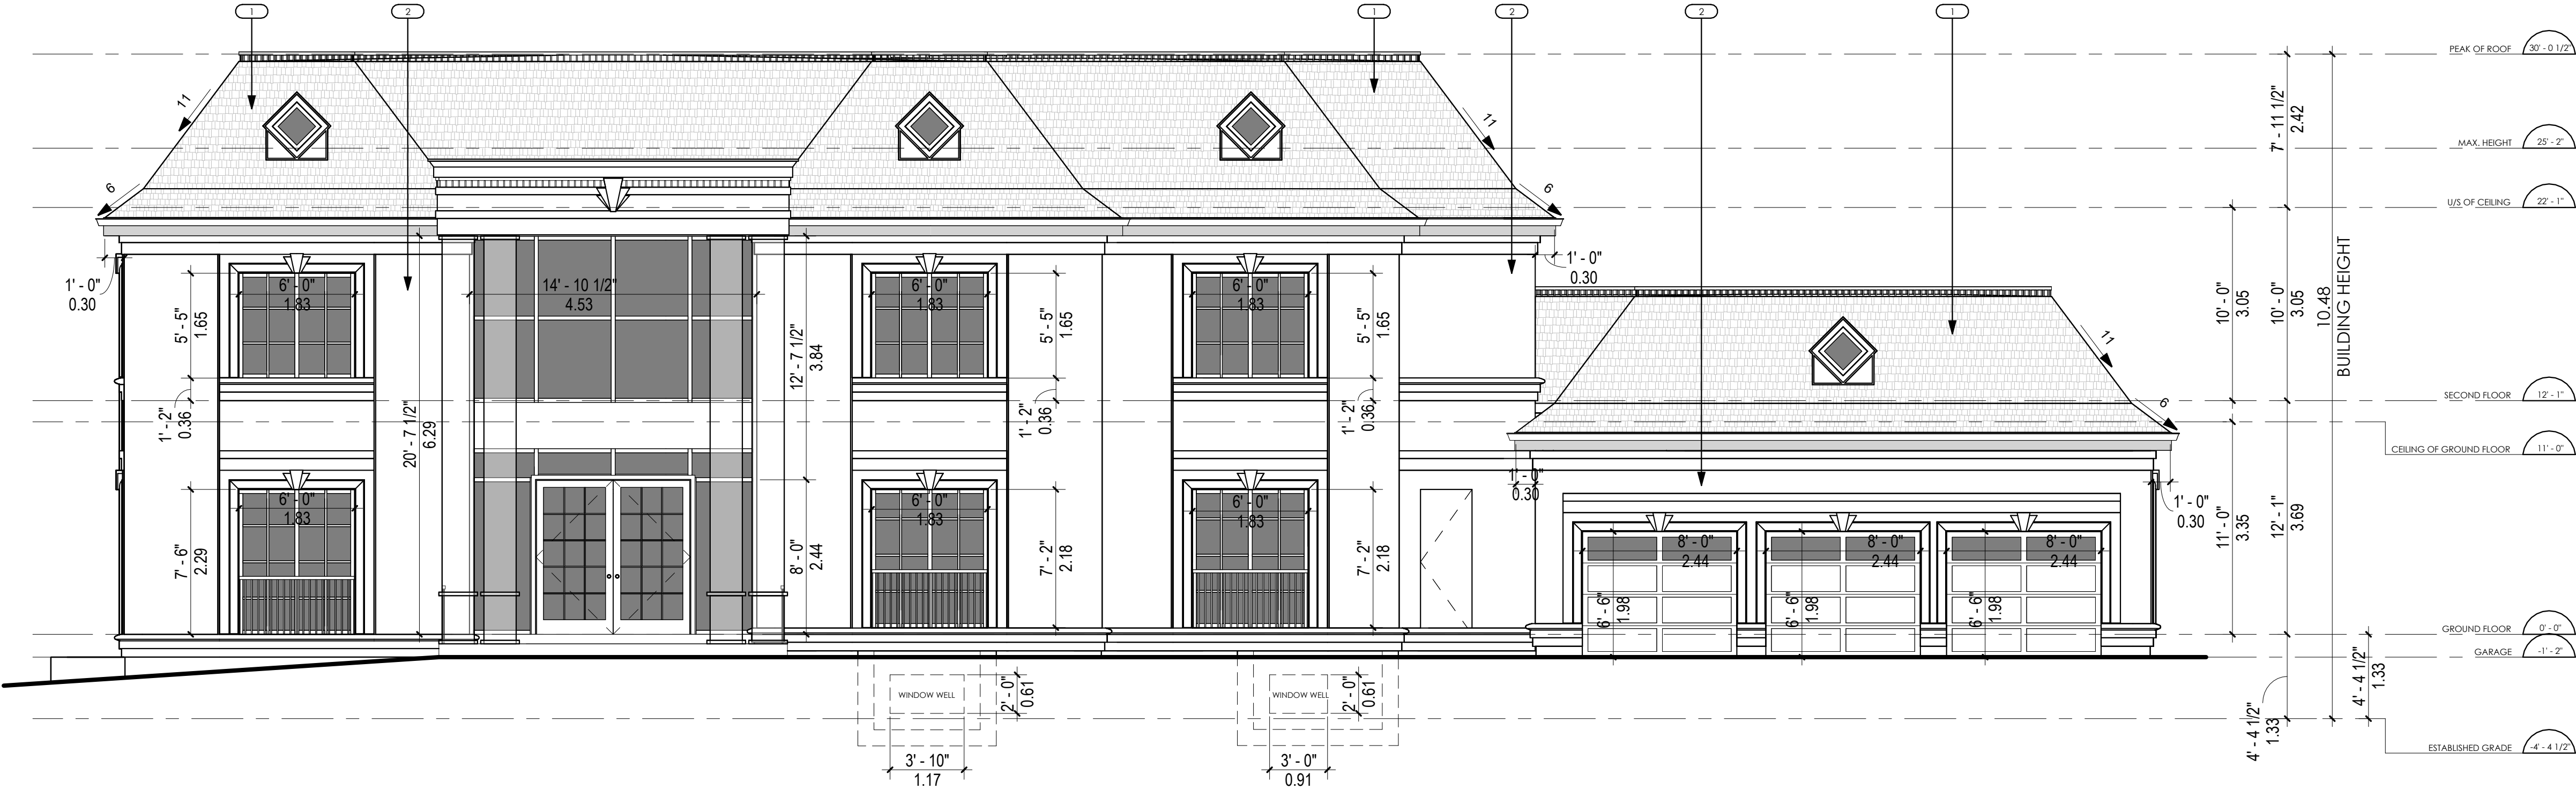 1
2
1
2
2
1
PEAK OF ROOF
30' - 0 1/2"
7' - 11 1/2"
2.42
11
11
MAX. HEIGHT
25' - 2"
6
6
U/S OF CEILING
22' - 1"
1' - 0"
0.30
5' - 5"
1.65
6' - 0"
1.83
14' - 10 1/2"
4.53
12' - 7 1/2"
3.84
6' - 0"
1.83
5' - 5"
1.65
6' - 0"
1.83
5' - 5"
1.65
1' - 0"
0.30
10' - 0"
3.05
10' - 0"
3.05
10.48
BUILDING HEIGHT
11
6
1' - 2"
0.36
20' - 7 1/2"
6.29
1' - 2"
0.36
1' - 2"
0.36
SECOND FLOOR
12' - 1"
CEILING OF GROUND FLOOR
11' - 0"
7' - 6"
2.29
6' - 0"
1.83
8' - 0"
2.44
6' - 0"
1.83
7' - 2"
2.18
6' - 0"
1.83
7' - 2"
2.18
1' - 0"
0.30
8' - 0"
2.44
8' - 0"
2.44
8' - 0"
2.44
6' - 6"
1.98
6' - 6"
1.98
6' - 6"
1.98
1' - 0"
0.30
11' - 0"
3.35
12' - 1"
3.69
GROUND FLOOR
0' - 0"
GARAGE
-1' - 2"
WINDOW WELL
2' - 0"
0.61
WINDOW WELL
2' - 0"
0.61
3' - 10"
1.17
3' - 0"
0.91
4' - 4 1/2"
1.33
4' - 4 1/2"
1.33
ESTABLISHED GRADE
-4' - 4 1/2"